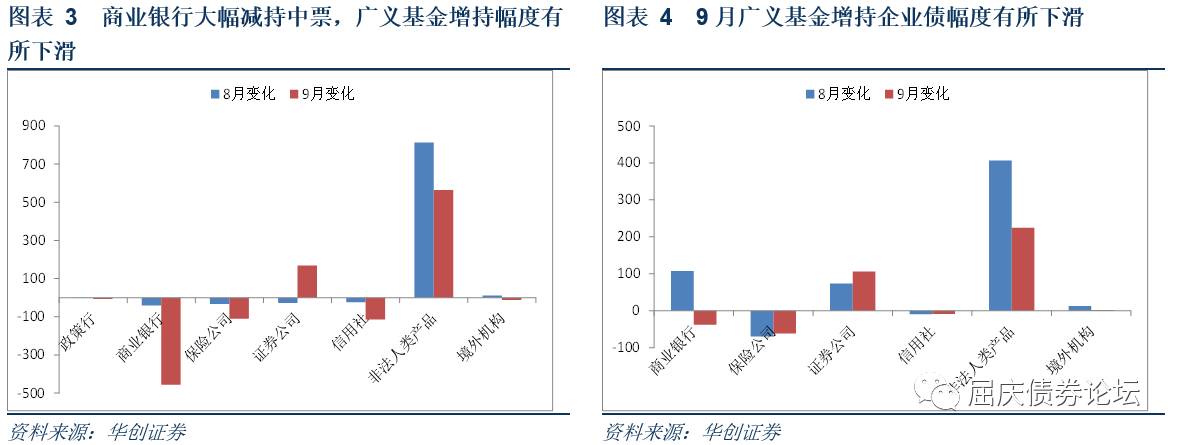 图表 3 商业银行大幅减持中票，广义基金增持幅度有
所下滑
8月变化 9月变化
900
700
500
300
100
-100
-300
-500
政策行
商业银行
保险公司
证券公司
信用社
非法人类产品
境外机构
资料来源：华创证券
图表 4 9月广义基金增持企业债幅度有所下滑
8月变化 9月变化
500
400
300
200
100
0
-100
商业银行
保险公司
证券公司
信用社
非法人类产品
境外机构
屈庆债券论坛
资料来源：华创证券